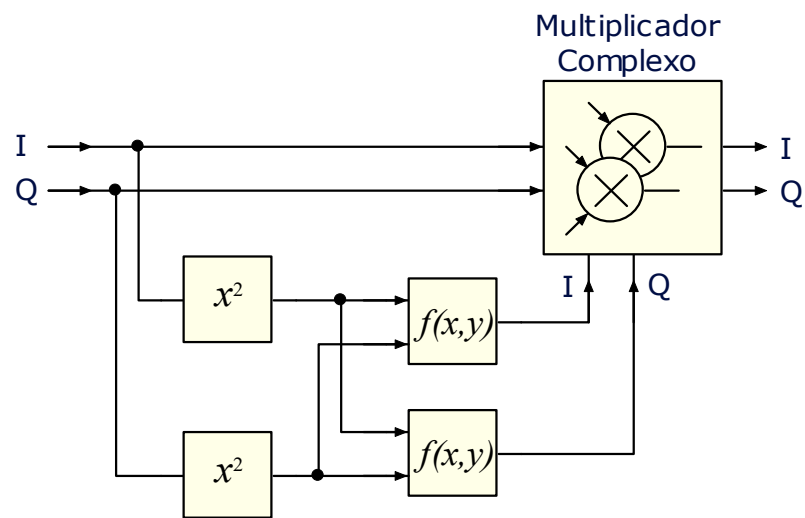 Multiplicador
Complexo
I
I
Q
Q
I
Q
x²
f(x,y)
x²
f(x,y)